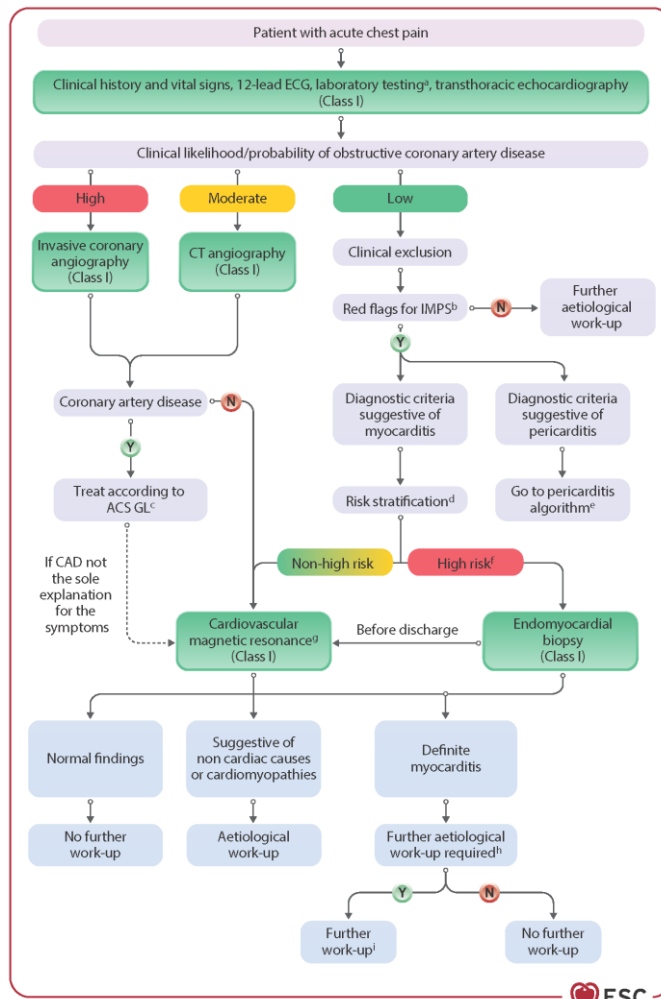 Patient with acute chest pain
Clinical history and vital signs, 12-lead ECG, laboratory testingᵃ, transthoracic echocardiography
(Class I)
Clinical likelihood/probability of obstructive coronary artery disease
High
Moderate
Low
Invasive coronary
angiography
(Class I)
CT angiography
(Class I)
Clinical exclusion
Red flags for IMPSᵇ
N
Further
aetiological
work-up
Y
Coronary artery disease
N
Diagnostic criteria
suggestive of
myocarditis
Diagnostic criteria
suggestive of
pericarditis
Y
Treat according to
ACS GLᶜ
Risk stratificationᵈ
Go to pericarditis
algorithmᵉ
If CAD not
the sole
explanation
for the
symptoms
Non-high risk
High riskᶠ
Cardiovascular
magnetic resonanceᵍ
(Class I)
Before discharge
Endomyocardial
biopsy
(Class I)
Normal findings
Suggestive of
non cardiac causes
or cardiomyopathies
Definite
myocarditis
No further
work-up
Aetiological
work-up
Further aetiological
work-up requiredʰ
Y
N
Further
work-upⁱ
No further
work-up
ESC